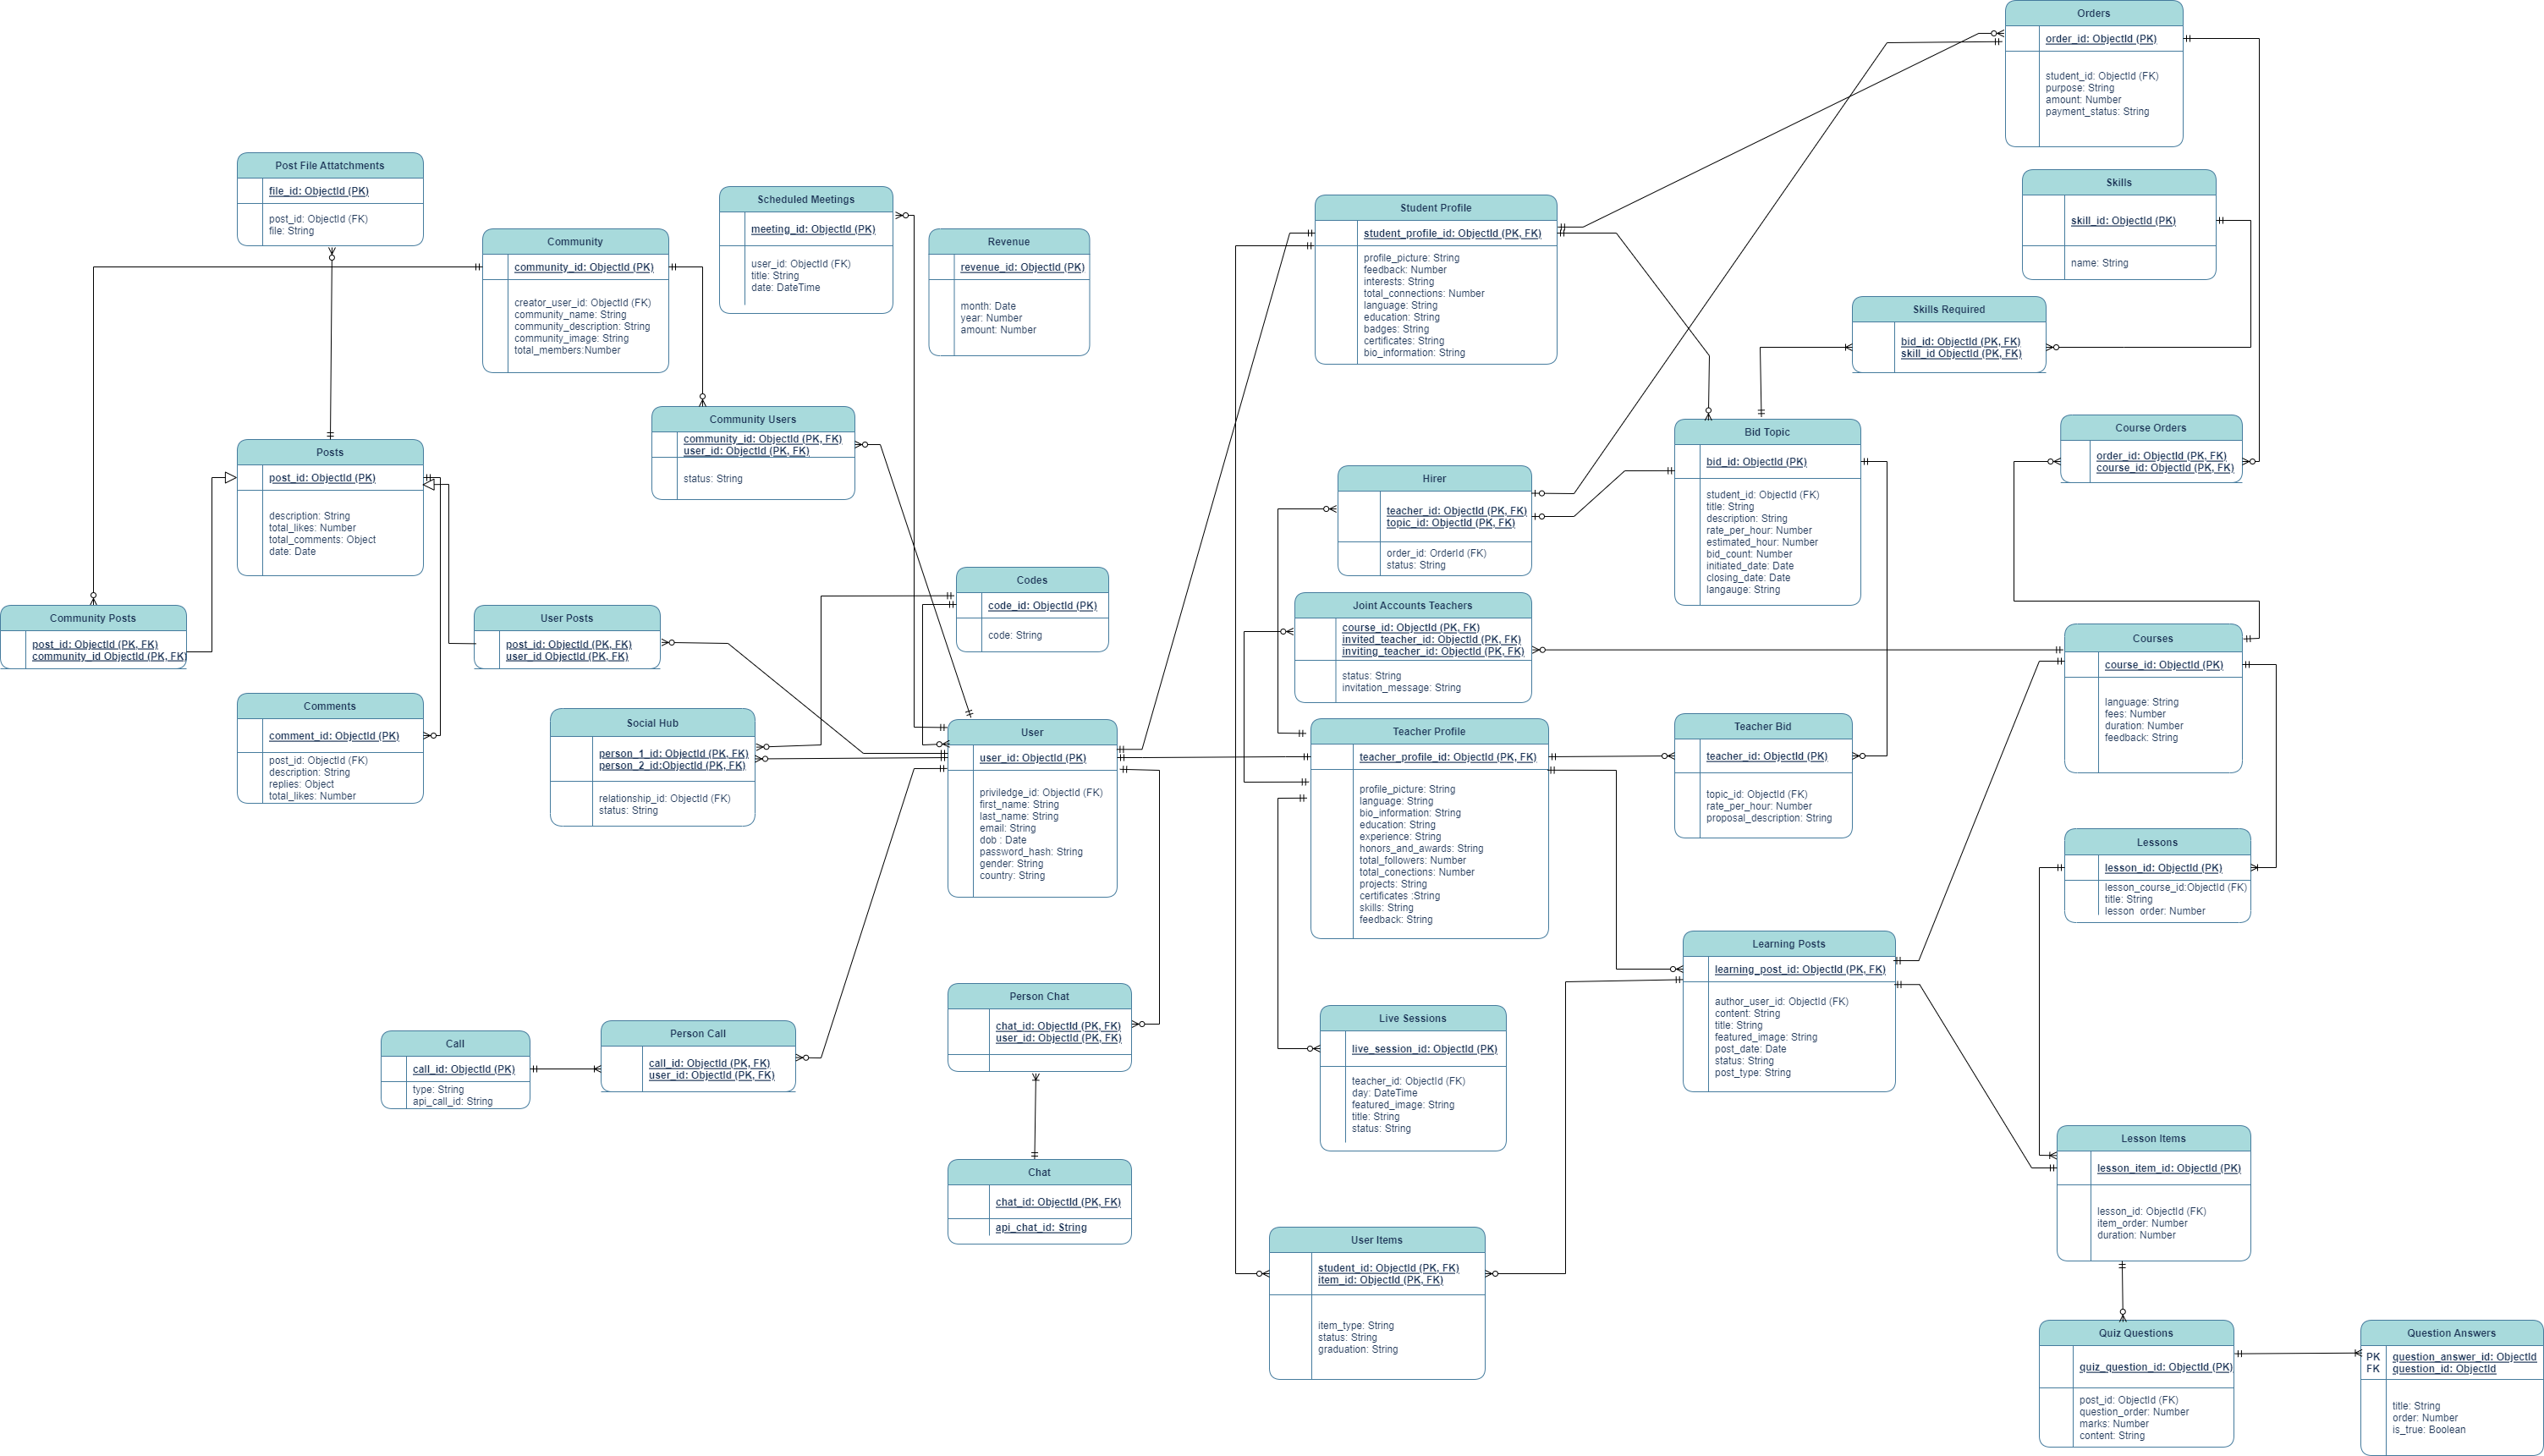 Orders
order_id: ObjectId (PK)
student_id: ObjectId (FK)
purpose: String
amount: Number
payment_status: String
Post File Attatchments
file_id: ObjectId (PK)
post_id: ObjectId (FK)
file: String
Community
community_id: ObjectId (PK)
creator_user_id: ObjectId (FK)
community_name: String
community_description: String
community_image: String
total_members:Number
Scheduled Meetings
meeting_id: ObjectId (PK)
user_id: ObjectId (FK)
title: String
date: DateTime
Revenue
revenue_id: ObjectId (PK)
month: Date
year: Number
amount: Number
Student Profile
student_profile_id: ObjectId (PK, FK)
profile_picture: String
feedback: Number
interests: String
total_connections: Number
language: String
education: String
badges: String
certificates: String
bio_information: String
Skills
skill_id: ObjectId (PK)
name: String
Skills Required
bid_id: ObjectId (PK, FK)
skill_id ObjectId (PK, FK)
Posts
post_id: ObjectId (PK)
description: String
total_likes: Number
total_comments: Object
date: Date
Community Users
community_id: ObjectId (PK, FK)
user_id: ObjectId (PK, FK)
status: String
Hirer
teacher_id: ObjectId (PK, FK)
topic_id: ObjectId (PK, FK)
order_id: OrderId (FK)
status: String
Bid Topic
bid_id: ObjectId (PK)
student_id: ObjectId (FK)
title: String
description: String
rate_per_hour: Number
estimated_hour: Number
bid_count: Number
initiated_date: Date
closing_date: Date
langauge: String
Course Orders
order_id: ObjectId (PK, FK)
course_id: ObjectId (PK, FK)
Community Posts
post_id: ObjectId (PK, FK)
community_id ObjectId (PK, FK)
User Posts
post_id: ObjectId (PK, FK)
user_id ObjectId (PK, FK)
Codes
code_id: ObjectId (PK)
code: String
Joint Accounts Teachers
course_id: ObjectId (PK, FK)
invited_teacher_id: ObjectId (PK, FK)
inviting_teacher_id: ObjectId (PK, FK)
status: String
invitation_message: String
Courses
course_id: ObjectId (PK)
language: String
fees: Number
duration: Number
feedback: String
Comments
comment_id: ObjectId (PK)
post_id: ObjectId (FK)
description: String
replies: Object
total_likes: Number
Social Hub
person_1_id: ObjectId (PK, FK)
person_2_id:ObjectId (PK, FK)
relationship_id: ObjectId (FK)
status: String
User
user_id: ObjectId (PK)
priviledge_id: ObjectId (FK)
first_name: String
last_name: String
email: String
dob : Date
password_hash: String
gender: String
country: String
Teacher Profile
teacher_profile_id: ObjectId (PK, FK)
profile_picture: String
language: String
bio_information: String
education: String
experience: String
honors_and_awards: String
total_followers: Number
total_conections: Number
projects: String
certificates :String
skills: String
feedback: String
Teacher Bid
teacher_id: ObjectId (PK)
topic_id: ObjectId (FK)
rate_per_hour: Number
proposal_description: String
Lessons
lesson_id: ObjectId (PK)
lesson_course_id:ObjectId (FK)
title: String
lesson_order: Number
Learning Posts
learning_post_id: ObjectId (PK, FK)
author_user_id: ObjectId (FK)
content: String
title: String
featured_image: String
post_date: Date
status: String
post_type: String
Call
call_id: ObjectId (PK)
type: String
api_call_id: String
Person Call
call_id: ObjectId (PK, FK)
user_id: ObjectId (PK, FK)
Person Chat
chat_id: ObjectId (PK, FK)
user_id: ObjectId (PK, FK)
Live Sessions
live_session_id: ObjectId (PK)
teacher_id: ObjectId (FK)
day: DateTime
featured_image: String
title: String
status: String
Chat
chat_id: ObjectId (PK, FK)
api_chat_id: String
Lesson Items
lesson_item_id: ObjectId (PK)
lesson_id: ObjectId (FK)
item_order: Number
duration: Number
User Items
student_id: ObjectId (PK, FK)
item_id: ObjectId (PK, FK)
item_type: String
status: String
graduation: String
Quiz Questions
quiz_question_id: ObjectId (PK)
post_id: ObjectId (FK)
question_order: Number
marks: Number
content: String
Question Answers
PK question_answer_id: ObjectId
FK question_id: ObjectId
title: String
order: Number
is_true: Boolean